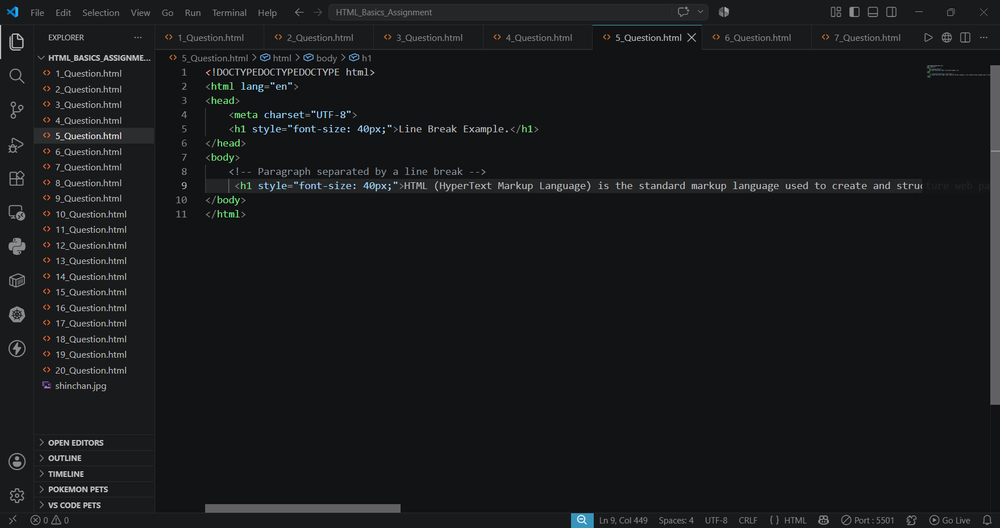 File Edit Selection View Go Run Terminal Help
HTML_Basics_Assignment
EXPLORER
HTML_BASICS_ASSIGNME...
1_Question.html
2_Question.html
3_Question.html
4_Question.html
5_Question.html
6_Question.html
7_Question.html
8_Question.html
9_Question.html
10_Question.html
11_Question.html
12_Question.html
13_Question.html
14_Question.html
15_Question.html
16_Question.html
17_Question.html
18_Question.html
19_Question.html
20_Question.html
shinchan.jpg
OPEN EDITORS
OUTLINE
TIMELINE
POKEMON PETS
VS CODE PETS
1_Question.html 2_Question.html 3_Question.html 4_Question.html 5_Question.html 6_Question.html 7_Question.html
5_Question.html > html > body > h1
1 <!DOCTYPEDOCTYPEDOCTYPE html>
2 <html lang="en">
3 <head>
4 <meta charset="UTF-8">
5 <h1 style="font-size: 40px;">Line Break Example.</h1>
6 </head>
7 <body>
8 <!-- Paragraph separated by a line break -->
9 <h1 style="font-size: 40px;">HTML (HyperText Markup Language) is the standard markup language used to create and structure web pa
10 </body>
11 </html>
0 0 Ln 9, Col 449 Spaces: 4 UTF-8 CRLF { } HTML Port : 5501 Go Live